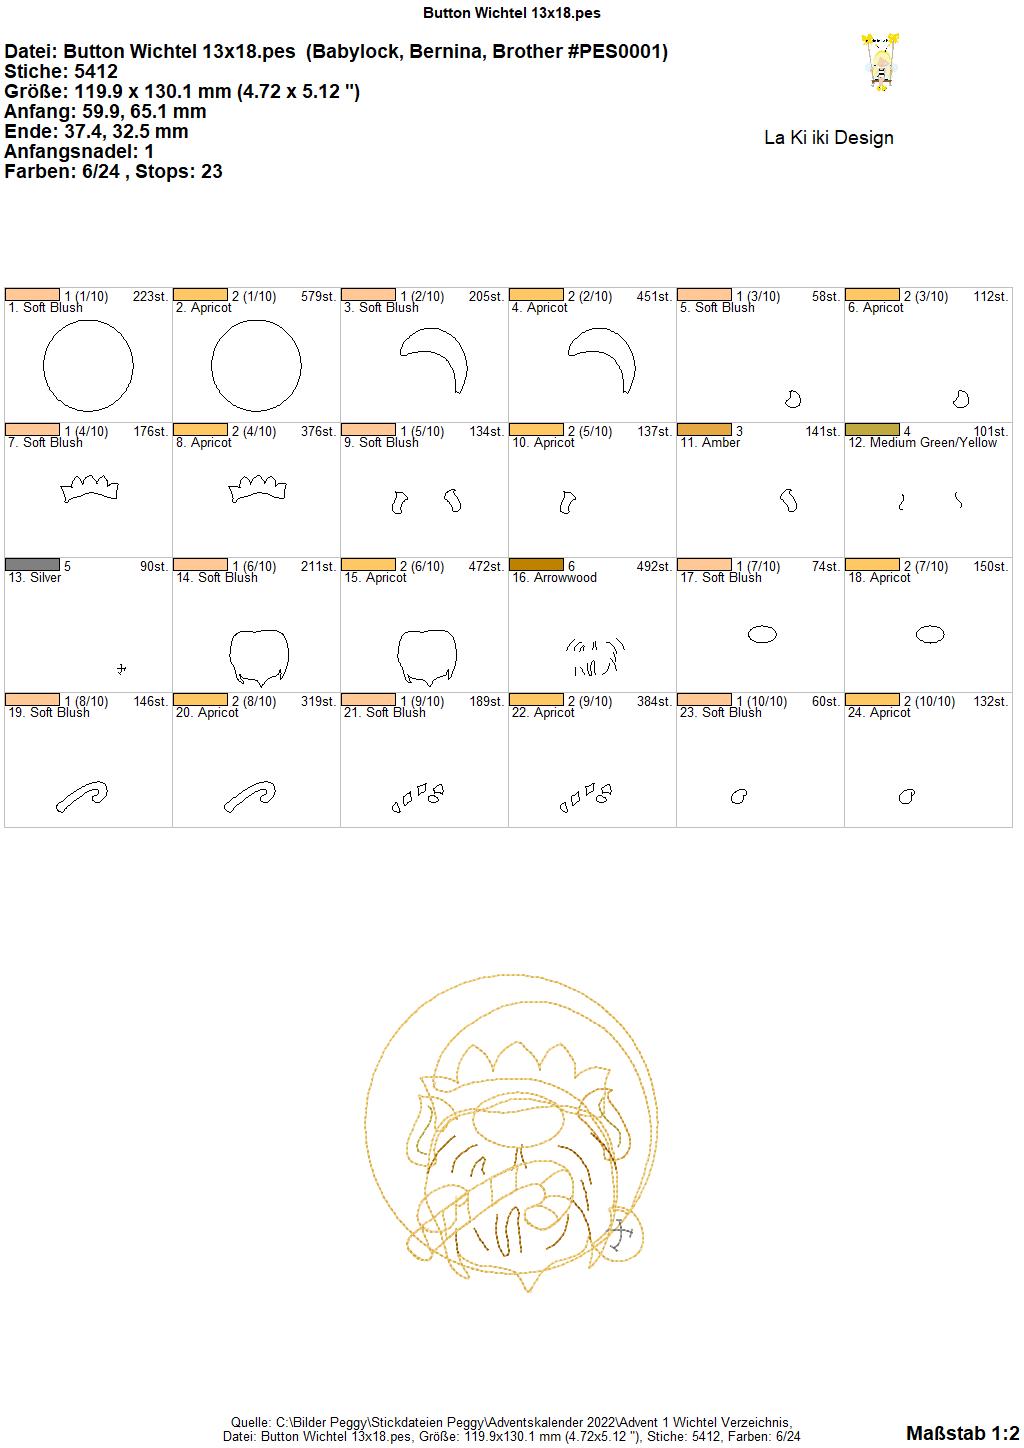 Button Wichtel 13x18.pes
Datei: Button Wichtel 13x18.pes (Babylock, Bernina, Brother #PES0001)
Stiche: 5412
Größe: 119.9 x 130.1 mm (4.72 x 5.12 ")
Anfang: 59.9, 65.1 mm
Ende: 37.4, 32.5 mm
Anfangsnadel: 1
Farben: 6/24 , Stops: 23
La Ki iki Design
1 (1/10) 223st.
1. Soft Blush
2 (1/10) 579st.
2. Apricot
1 (2/10) 205st.
3. Soft Blush
2 (2/10) 451st.
4. Apricot
1 (3/10) 58st.
5. Soft Blush
2 (3/10) 112st.
6. Apricot
1 (4/10) 176st.
7. Soft Blush
2 (4/10) 376st.
8. Apricot
1 (5/10) 134st.
9. Soft Blush
2 (5/10) 137st.
10. Apricot
3 141st.
11. Amber
4 101st.
12. Medium Green/Yellow
5 90st.
13. Silver
1 (6/10) 211st.
14. Soft Blush
2 (6/10) 472st.
15. Apricot
6 492st.
16. Arrowwood
1 (7/10) 74st.
17. Soft Blush
2 (7/10) 150st.
18. Apricot
1 (8/10) 146st.
19. Soft Blush
2 (8/10) 319st.
20. Apricot
1 (9/10) 189st.
21. Soft Blush
2 (9/10) 384st.
22. Apricot
1 (10/10) 60st.
23. Soft Blush
2 (10/10) 132st.
24. Apricot
Quelle: C:\Bilder Peggy\Stickdateien Peggy\Adventskalender 2022\Advent 1 Wichtel Verzeichnis,
Datei: Button Wichtel 13x18.pes, Größe: 119.9x130.1 mm (4.72x5.12 "), Stiche: 5412, Farben: 6/24
Maßstab 1:2